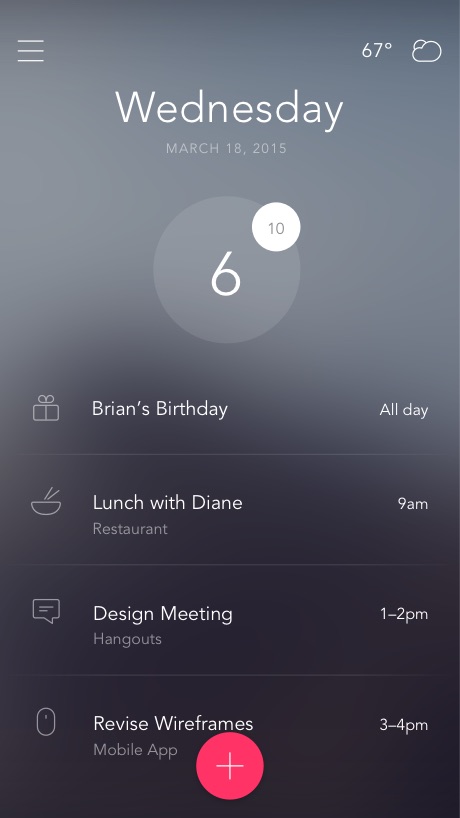 67°
Wednesday
MARCH 18, 2015
10
6
Brian’s Birthday All day
Lunch with Diane 9am
Restaurant
Design Meeting 1–2pm
Hangouts
Revise Wireframes 3–4pm
Mobile App